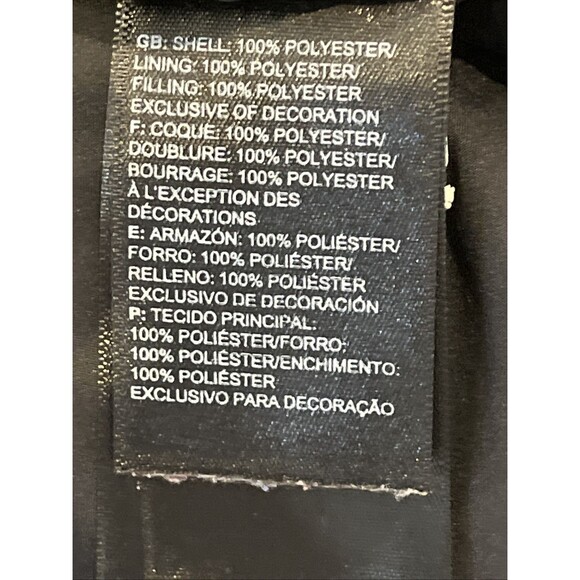 GB: SHELL: 100% POLYESTER/
LINING: 100% POLYESTER/
FILLING: 100% POLYESTER
EXCLUSIVE OF DECORATION
F: COQUE: 100% POLYESTER/
DOUBLURE: 100% POLYESTER/
BOURRAGE: 100% POLYESTER
À L'EXCEPTION DES
DÉCORATIONS
E: ARMAZÓN: 100% POLIÉSTER/
FORRO: 100% POLIÉSTER/
RELLENO: 100% POLIÉSTER
EXCLUSIVO DE DECORACIÓN
P: TECIDO PRINCIPAL:
100% POLIÉSTER/FORRO:
100% POLIÉSTER/ENCHIMENTO:
100% POLIÉSTER
EXCLUSIVO PARA DECORAÇÃO